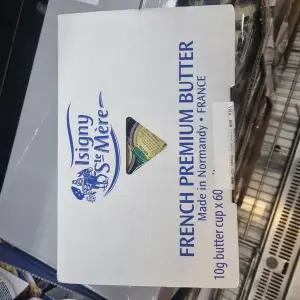 Isigny
Ste Mère
FRENCH PREMIUM BUTTER
Made in Normandy • FRANCE
10g butter cup x 60